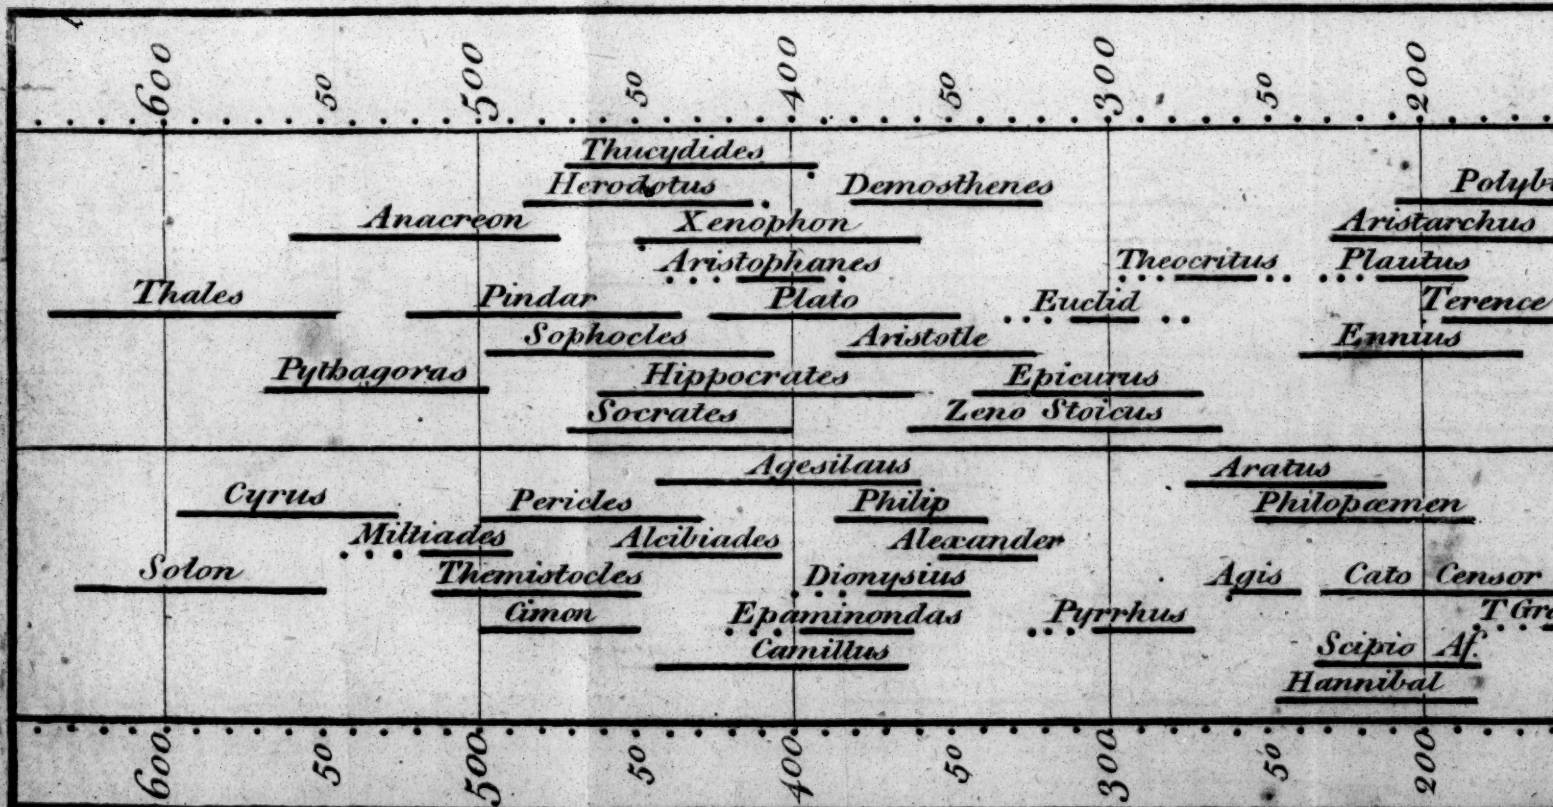 600 50 500 50 400 50 300 50 200
Thucydides
Herodotus Demosthenes Polyb
Anacreon Xenophon Aristarchus
Aristophanes Theocritus Plautus
Thales Pindar Plato Euclid Terence
Sophocles Aristotle Ennius
Pythagoras Hippocrates Epicurus
Socrates Zeno Stoicus
Agesilaus Aratus
Cyrus Pericles Philip Philopœmen
Miltiades Alcibiades Alexander
Solon Themistocles Dionysius Agis Cato Censor
Cimon Epaminondas Pyrrhus T Gra
Camillus Scipio Af.
Hannibal
600 50 500 50 400 50 300 50 200